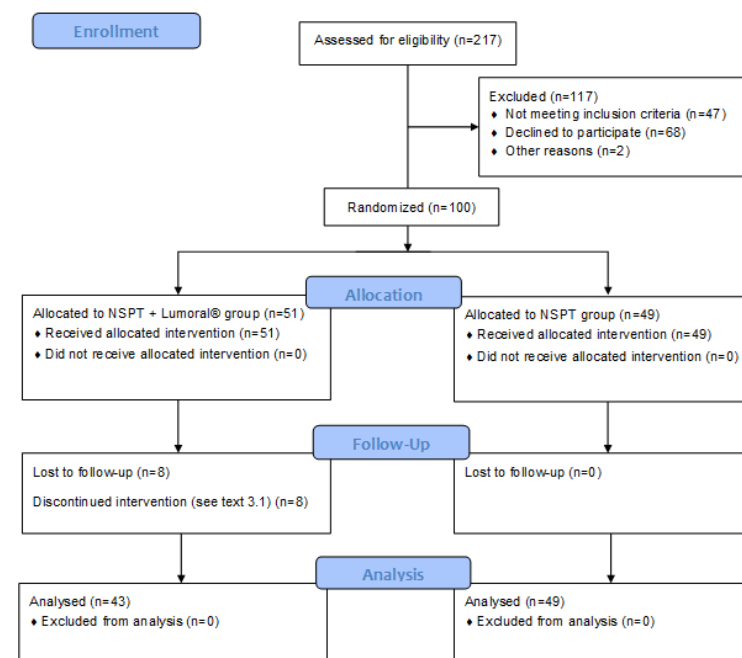 Enrollment
Assessed for eligibility (n=217)
Excluded (n=117)
♦ Not meeting inclusion criteria (n=47)
♦ Declined to participate (n=68)
♦ Other reasons (n=2)
Randomized (n=100)
Allocation
Allocated to NSPT + Lumoral® group (n=51)
♦ Received allocated intervention (n=51)
♦ Did not receive allocated intervention (n=0)
Allocated to NSPT group (n=49)
♦ Received allocated intervention (n=49)
♦ Did not receive allocated intervention (n=0)
Follow-Up
Lost to follow-up (n=8)
Discontinued intervention (see text 3.1) (n=8)
Lost to follow-up (n=0)
Analysis
Analysed (n=43)
♦ Excluded from analysis (n=0)
Analysed (n=49)
♦ Excluded from analysis (n=0)